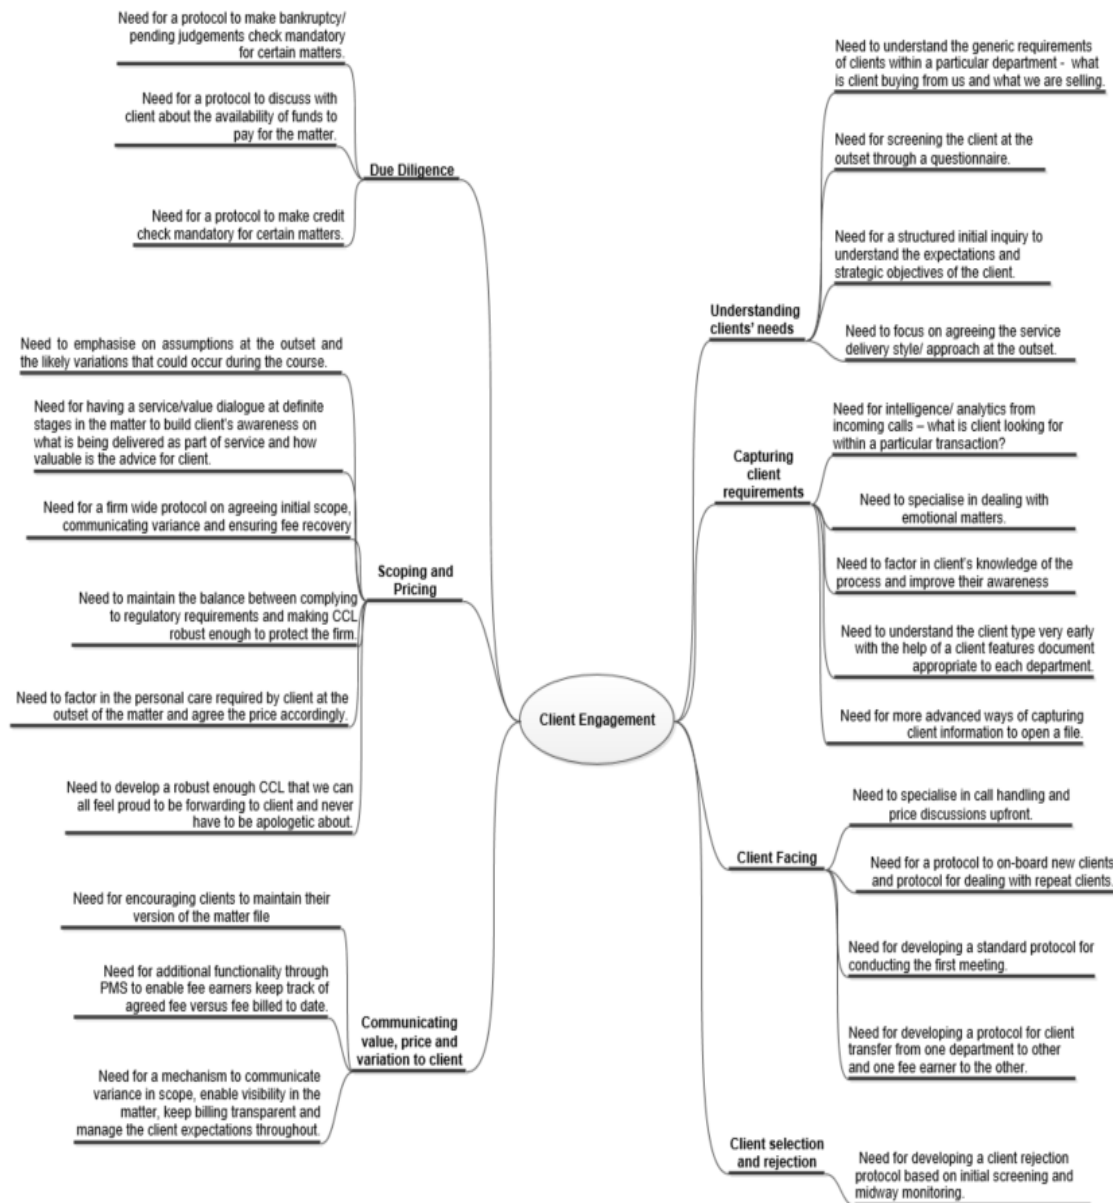 Need for a protocol to make bankruptcy/
pending judgements check mandatory
for certain matters.
Need for a protocol to discuss with
client about the availability of funds to
pay for the matter.
Due Diligence
Need for a protocol to make credit
check mandatory for certain matters.
Need to emphasise on assumptions at the outset and
the likely variations that could occur during the course.
Need for having a service/value dialogue at definite
stages in the matter to build client's awareness on
what is being delivered as part of service and how
valuable is the advice for client.
Need for a firm wide protocol on agreeing initial scope,
communicating variance and ensuring fee recovery
Scoping and
Pricing
Need to maintain the balance between complying
to regulatory requirements and making CCL
robust enough to protect the firm.
Need to factor in the personal care required by client at the
outset of the matter and agree the price accordingly.
Need to develop a robust enough CCL that we can
all feel proud to be forwarding to client and never
have to be apologetic about.
Need for encouraging clients to maintain their
version of the matter file
Need for additional functionality through
PMS to enable fee earners keep track of
agreed fee versus fee billed to date.
Communicating
value, price and
variation to client
Need for a mechanism to communicate
variance in scope, enable visibility in the
matter, keep billing transparent and
manage the client expectations throughout.
Client Engagement
Need to understand the generic requirements
of clients within a particular department - what
is client buying from us and what we are selling.
Need for screening the client at the
outset through a questionnaire.
Need for a structured initial inquiry to
understand the expectations and
strategic objectives of the client.
Understanding
clients' needs
Need to focus on agreeing the service
delivery style/ approach at the outset.
Need for intelligence/ analytics from
incoming calls – what is client looking for
within a particular transaction?
Capturing
client
requirements
Need to specialise in dealing with
emotional matters.
Need to factor in client's knowledge of the
process and improve their awareness
Need to understand the client type very early
with the help of a client features document
appropriate to each department.
Need for more advanced ways of capturing
client information to open a file.
Need to specialise in call handling and
price discussions upfront.
Client Facing
Need for a protocol to on-board new clients
and protocol for dealing with repeat clients.
Need for developing a standard protocol for
conducting the first meeting.
Need for developing a protocol for client
transfer from one department to other
and one fee earner to the other.
Client selection
and rejection
Need for developing a client rejection
protocol based on initial screening and
midway monitoring.